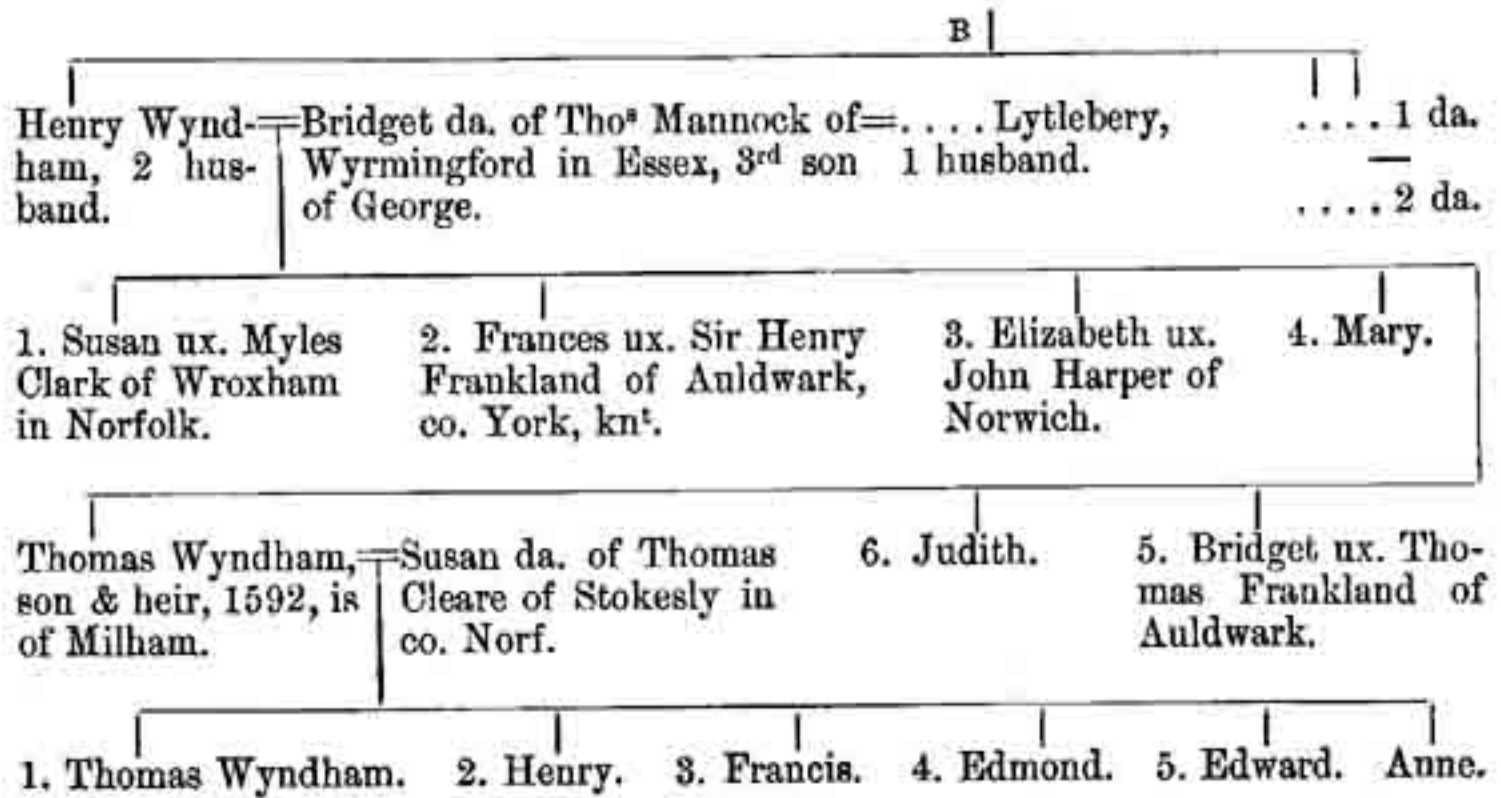 B
Henry Wynd-=Bridget da. of Thoˢ Mannock of=. . . . Lytlebery, . . . . 1 da.
ham, 2 hus- Wyrmingford in Essex, 3ʳᵈ son 1 husband. —
band. of George. . . . . 2 da.
1. Susan ux. Myles 2. Frances ux. Sir Henry 3. Elizabeth ux. 4. Mary.
Clark of Wroxham Frankland of Auldwark, John Harper of
in Norfolk. co. York, knᵗ. Norwich.
Thomas Wyndham,=Susan da. of Thomas 6. Judith. 5. Bridget ux. Tho-
son & heir, 1592, is Cleare of Stokesly in mas Frankland of
of Milham. co. Norf. Auldwark.
1. Thomas Wyndham. 2. Henry. 3. Francis. 4. Edmond. 5. Edward. Anne.